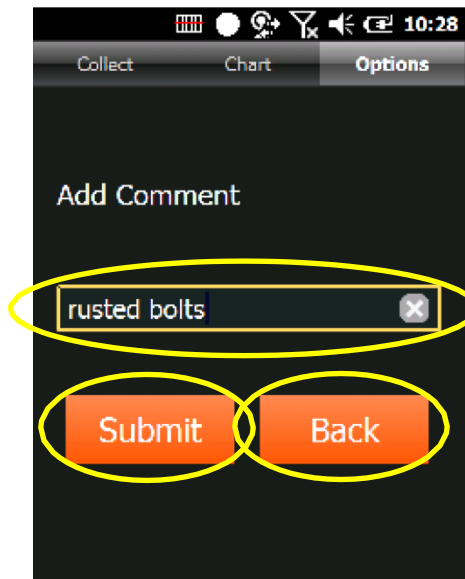 10:28
Collect Chart Options
Add Comment
rusted bolts
Submit Back